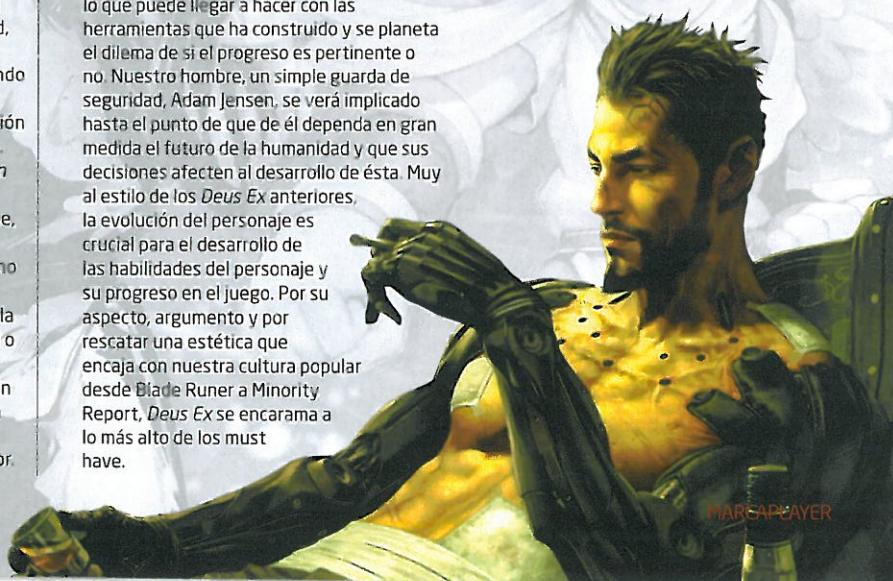 d,
ndo
ión
n
e,
no
la
o
n
or.
lo que puede llegar a hacer con las
herramientas que ha construido y se planeta
el dilema de si el progreso es pertinente o
no. Nuestro hombre, un simple guarda de
seguridad, Adam Jensen, se verá implicado
hasta el punto de que de él dependa en gran
medida el futuro de la humanidad y que sus
decisiones afecten al desarrollo de ésta. Muy
al estilo de los Deus Ex anteriores,
la evolución del personaje es
crucial para el desarrollo de
las habilidades del personaje y
su progreso en el juego. Por su
aspecto, argumento y por
rescatar una estética que
encaja con nuestra cultura popular
desde Blade Runer a Minority
Report, Deus Ex se encarama a
lo más alto de los must
have.
MARCAPLAYER